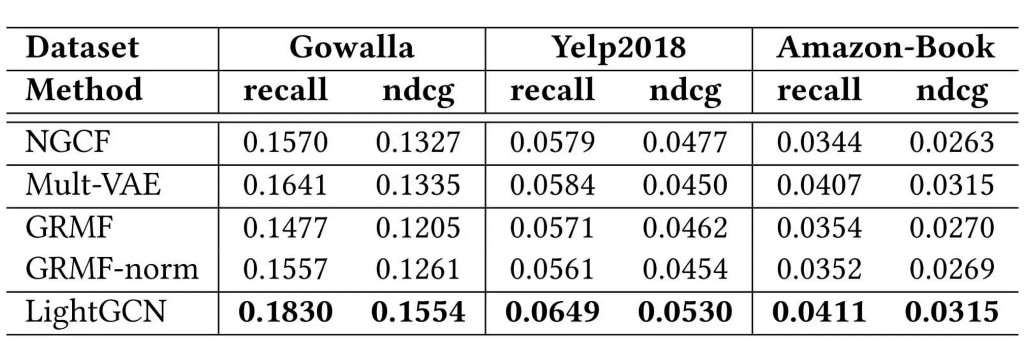 Dataset Gowalla Yelp2018 Amazon-Book
Method recall ndcg recall ndcg recall ndcg
NGCF 0.1570 0.1327 0.0579 0.0477 0.0344 0.0263
Mult-VAE 0.1641 0.1335 0.0584 0.0450 0.0407 0.0315
GRMF 0.1477 0.1205 0.0571 0.0462 0.0354 0.0270
GRMF-norm 0.1557 0.1261 0.0561 0.0454 0.0352 0.0269
LightGCN 0.1830 0.1554 0.0649 0.0530 0.0411 0.0315